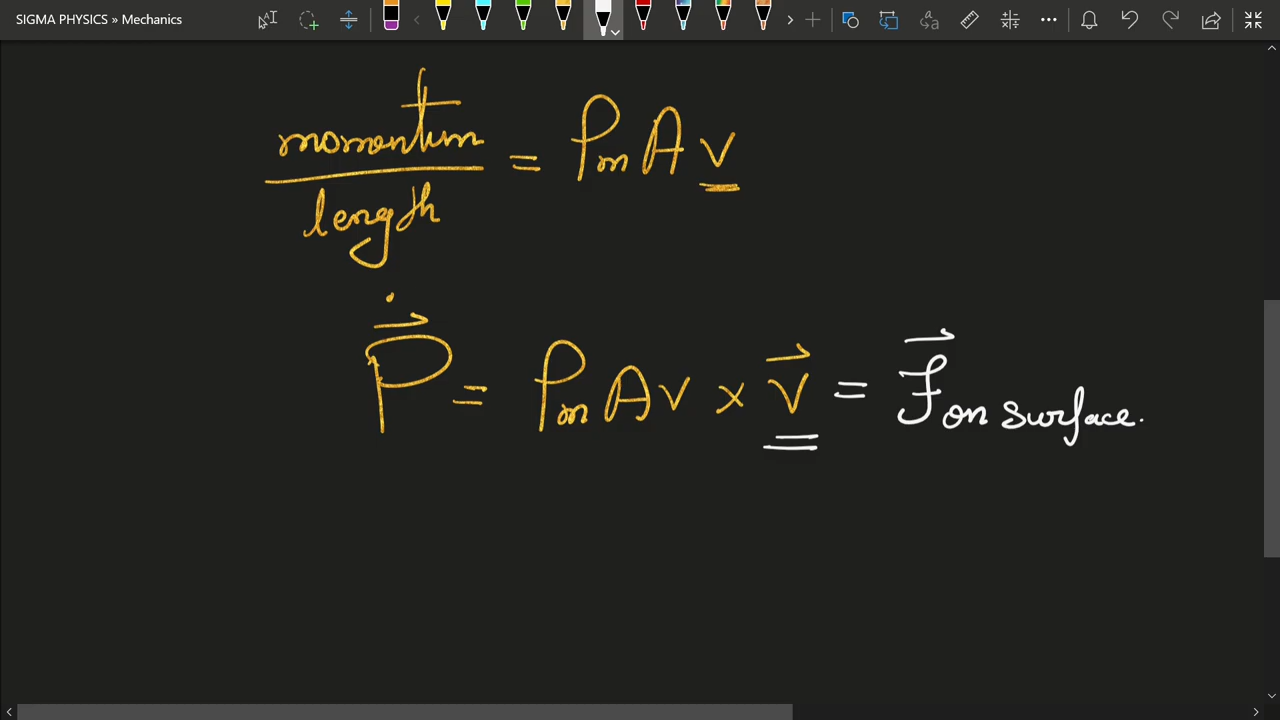 SIGMA PHYSICS » Mechanics
momentum / length = ρₘ A v
Ṗ⃗ = ρₘ A v × v⃗ = F⃗ on surface.